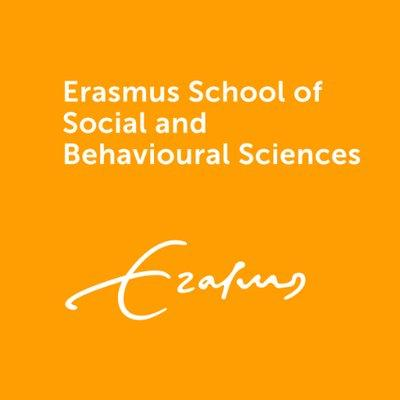 Erasmus School of
Social and
Behavioural Sciences
Erasmus